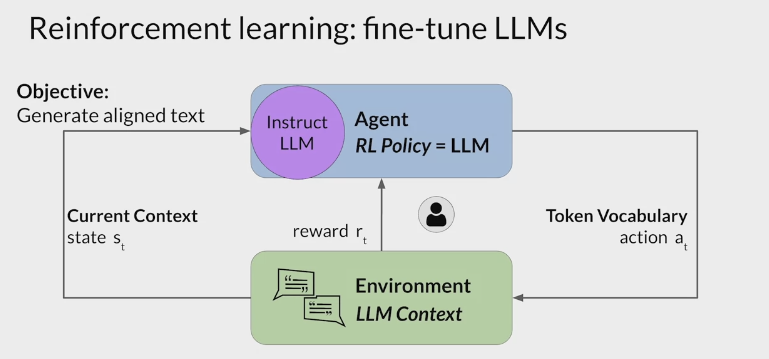 Reinforcement learning: fine-tune LLMs
Objective:
Generate aligned text
Instruct
LLM
Agent
RL Policy = LLM
Current Context
state s_t
reward r_t
Token Vocabulary
action a_t
Environment
LLM Context